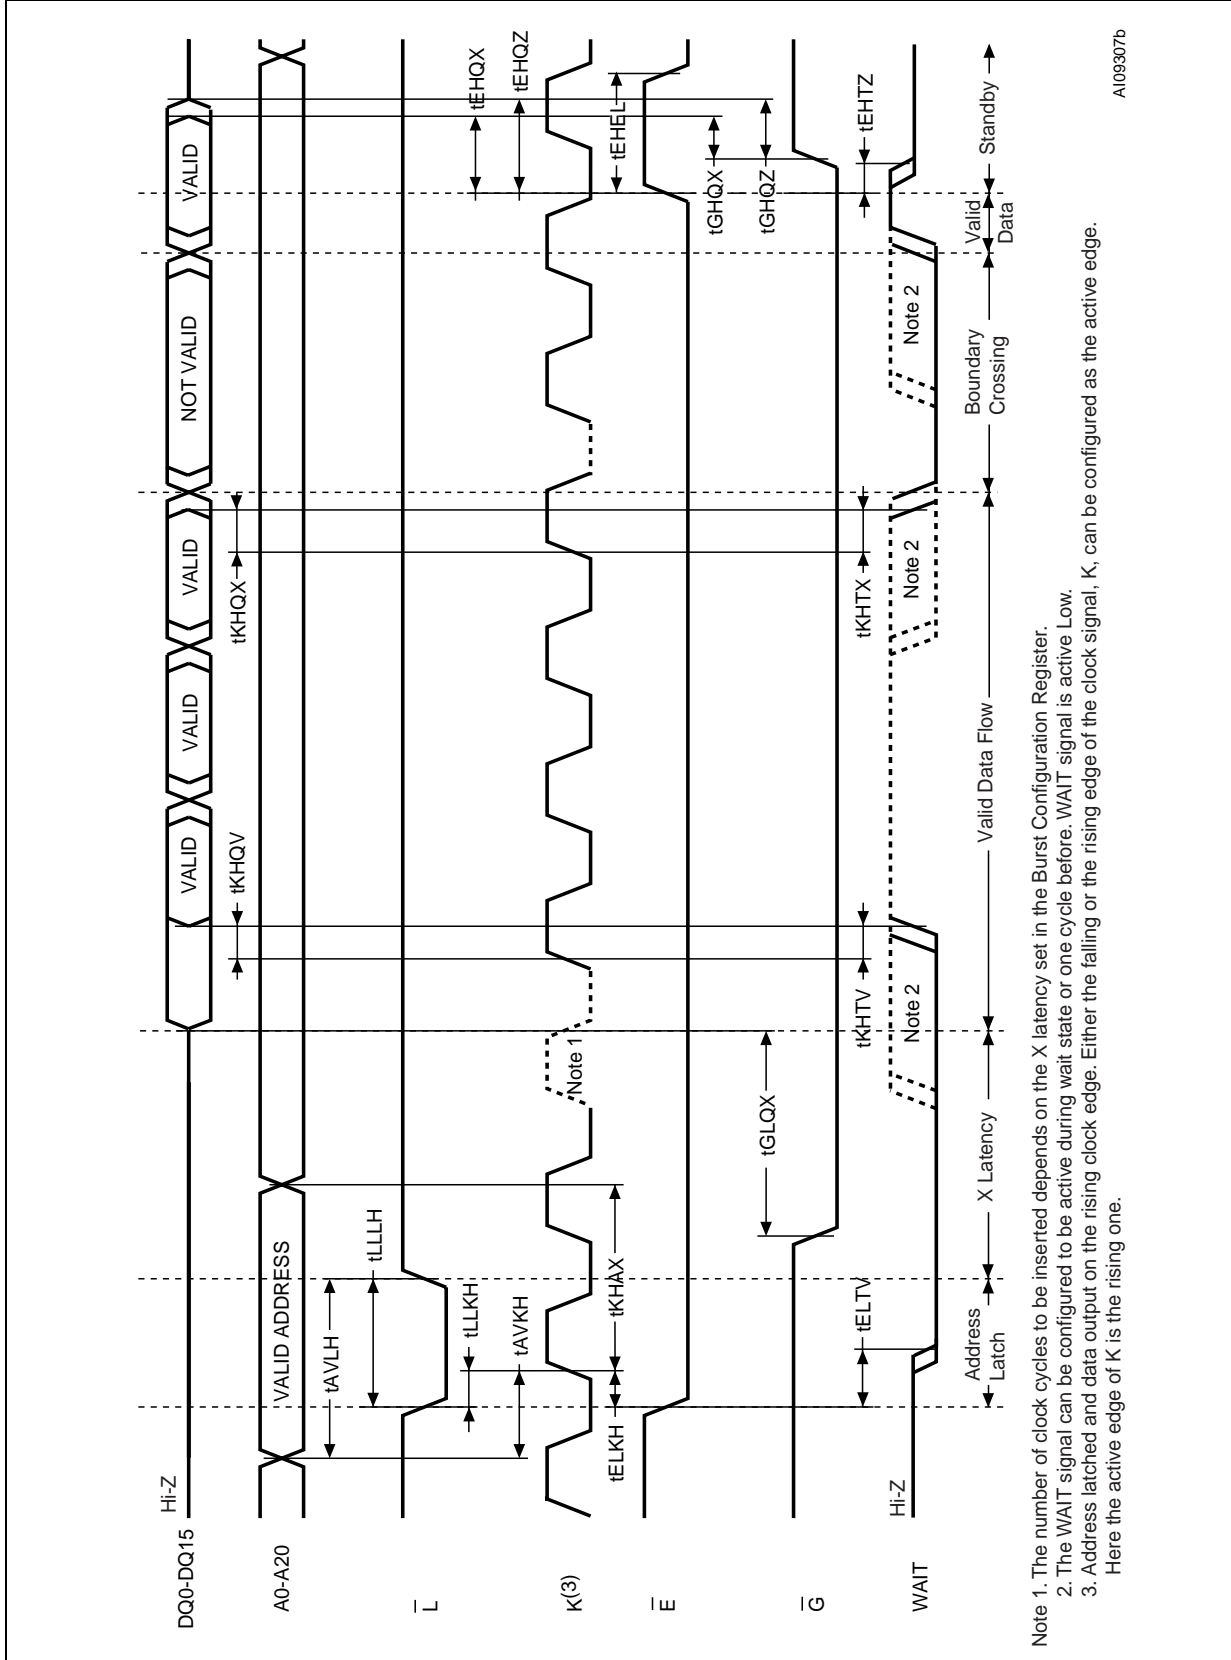 DQ0-DQ15
Hi-Z
VALID
VALID
VALID
NOT VALID
VALID
A0-A20
VALID ADDRESS
tAVLH
tLLLH
tKHQV
tKHQX
tEHQX
tEHQZ
L
tLLKH
tAVKH
K(3)
Note 1
tELKH
tKHAX
tEHEL
E
G
tGLQX
tGHQX
tGHQZ
tELTV
tKHTV
tKHTX
tEHTZ
WAIT
Hi-Z
Note 2
Note 2
Note 2
Address
Latch
X Latency
Valid Data Flow
Boundary
Crossing
Valid
Data
Standby
Note 1. The number of clock cycles to be inserted depends on the X latency set in the Burst Configuration Register.
2. The WAIT signal can be configured to be active during wait state or one cycle before. WAIT signal is active Low.
3. Address latched and data output on the rising clock edge. Either the falling or the rising edge of the clock signal, K, can be configured as the active edge.
Here the active edge of K is the rising one.
AI09307b